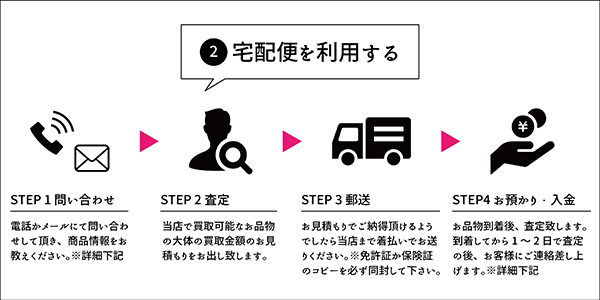 2 宅配便を利用する
STEP 1 問い合わせ
電話かメールにて問い合わ
せして頂き、商品情報をお
教えください。※詳細下記
STEP 2 査定
当店で買取可能なお品物
の大体の買取金額のお見
積もりをお出し致します。
STEP 3 郵送
お見積もりでご納得頂けるよう
でしたら当店まで着払いでお送
りください。※免許証か保険証
のコピーを必ず同封して下さい。
¥
STEP4 お預かり・入金
お品物到着後、査定致します。
到着してから1〜2日で査定
の後、お客様にご連絡差し上
げます。※詳細下記